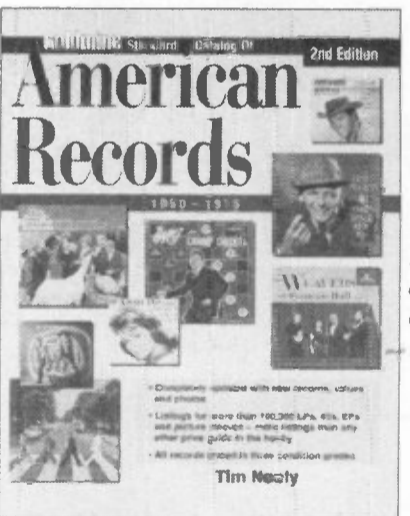 Standard Catalog Of
2nd Edition
American
Records
1950 - 1975
WEAVERS
• Completely updated with new records, values
and photos
• Listings for more than 100,000 LPs, 45s, EPs
and picture sleeves - more listings than any
other price guide in the hobby
• All records graded in three condition grades
Tim Neely